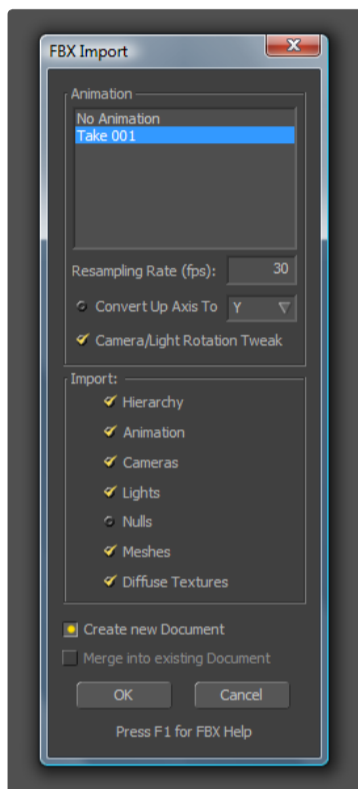 FBX Import
Animation
No Animation
Take 001
Resampling Rate (fps): 30
Convert Up Axis To Y
Camera/Light Rotation Tweak
Import:
Hierarchy
Animation
Cameras
Lights
Nulls
Meshes
Diffuse Textures
Create new Document
Merge into existing Document
OK Cancel
Press F1 for FBX Help